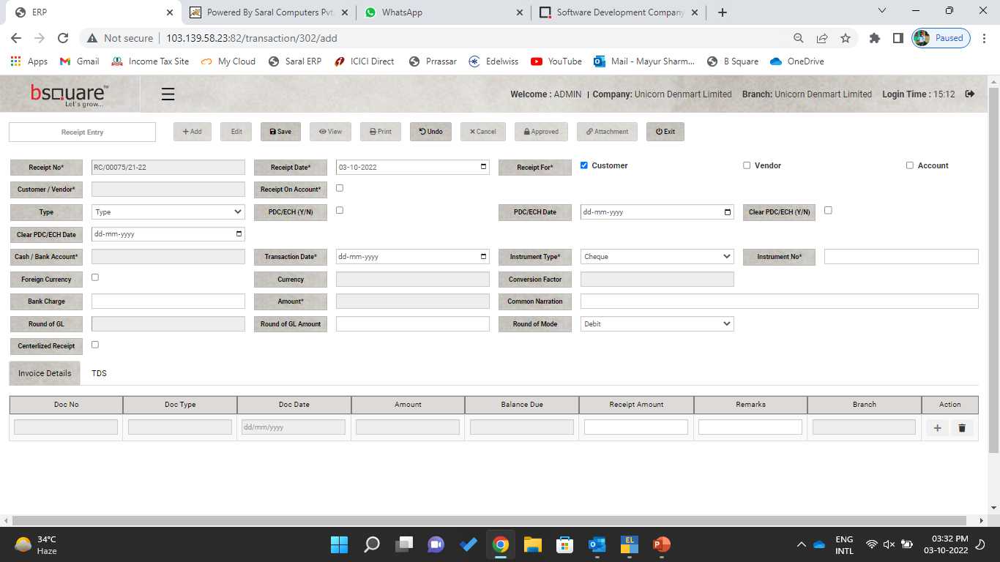 ERP
Powered By Saral Computers Pvt.
WhatsApp
Software Development Company
Not secure 103.139.58.23:82/transaction/302/add
Paused
Apps Gmail Income Tax Site My Cloud Saral ERP ICICI Direct Prrassar Edelwiss YouTube Mail - Mayur Sharm... B Square OneDrive
bsquare™
Let's grow...
Welcome : ADMIN | Company: Unicorn Denmart Limited Branch: Unicorn Denmart Limited Login Time : 15:12
Receipt Entry + Add Edit Save View Print Undo Cancel Approved Attachment Exit
Receipt No* RC/00075/21-22 Receipt Date* 03-10-2022 Receipt For* Customer Vendor Account
Customer / Vendor* Receipt On Account*
Type Type PDC/ECH (Y/N) PDC/ECH Date dd-mm-yyyy Clear PDC/ECH (Y/N)
Clear PDC/ECH Date dd-mm-yyyy
Cash / Bank Account* Transaction Date* dd-mm-yyyy Instrument Type* Cheque Instrument No*
Foreign Currency Currency Conversion Factor
Bank Charge Amount* Common Narration
Round of GL Round of GL Amount Round of Mode Debit
Centerlized Receipt
Invoice Details TDS
Doc No Doc Type Doc Date Amount Balance Due Receipt Amount Remarks Branch Action
dd/mm/yyyy
34°C
Haze
EL
ENG
INTL
03:32 PM
03-10-2022